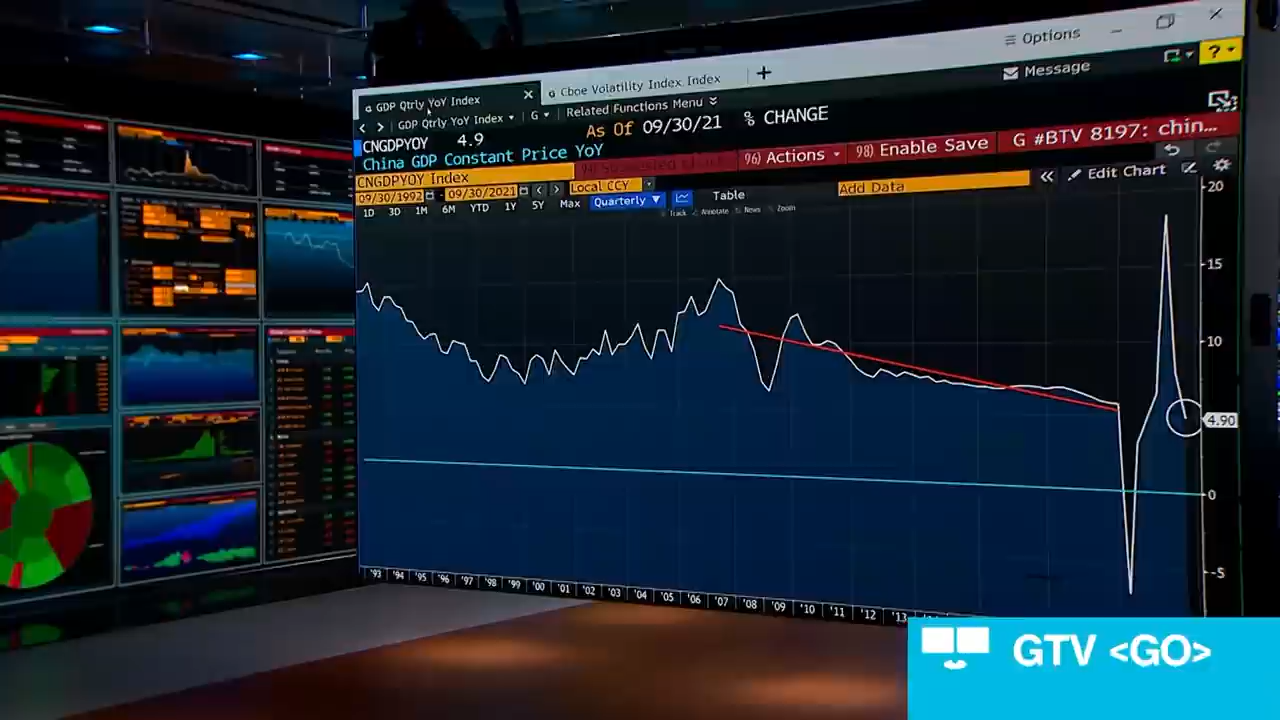 Options
Message
?
GDP Qtrly YoY Index
Cboe Volatility Index Index
GDP Qtrly YoY Index
G
Related Functions Menu
CNGDPYOY 4.9 As Of 09/30/21 % CHANGE
China GDP Constant Price YoY
CNGDPYOY Index
96) Actions
98) Enable Save
G #BTV 8197: chin...
09/30/1992 - 09/30/2021
Local CCY
Add Data
Edit Chart
1D 3D 1M 6M YTD 1Y 5Y Max Quarterly ▼ Table
Track Annotate News Zoom
20
15
10
4.90
0
-5
'93 '94 '95 '96 '97 '98 '99 '00 '01 '02 '03 '04 '05 '06 '07 '08 '09 '10 '11 '12 '13
GTV <GO>